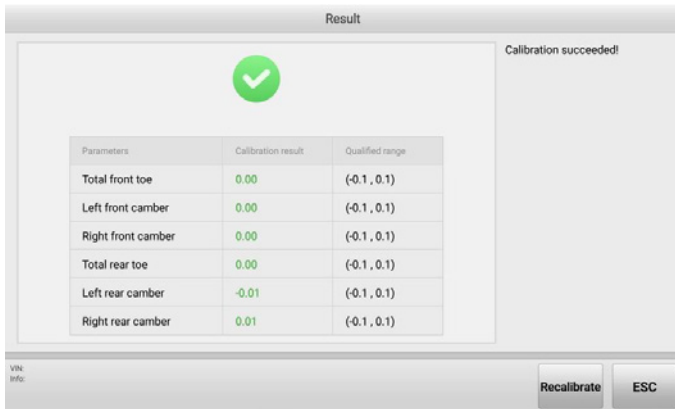 Result
Calibration succeeded!
Parameters Calibration result Qualified range
Total front toe 0.00 (-0.1 , 0.1)
Left front camber 0.00 (-0.1 , 0.1)
Right front camber 0.00 (-0.1 , 0.1)
Total rear toe 0.00 (-0.1 , 0.1)
Left rear camber -0.01 (-0.1 , 0.1)
Right rear camber 0.01 (-0.1 , 0.1)
VIN:
Info:
Recalibrate ESC